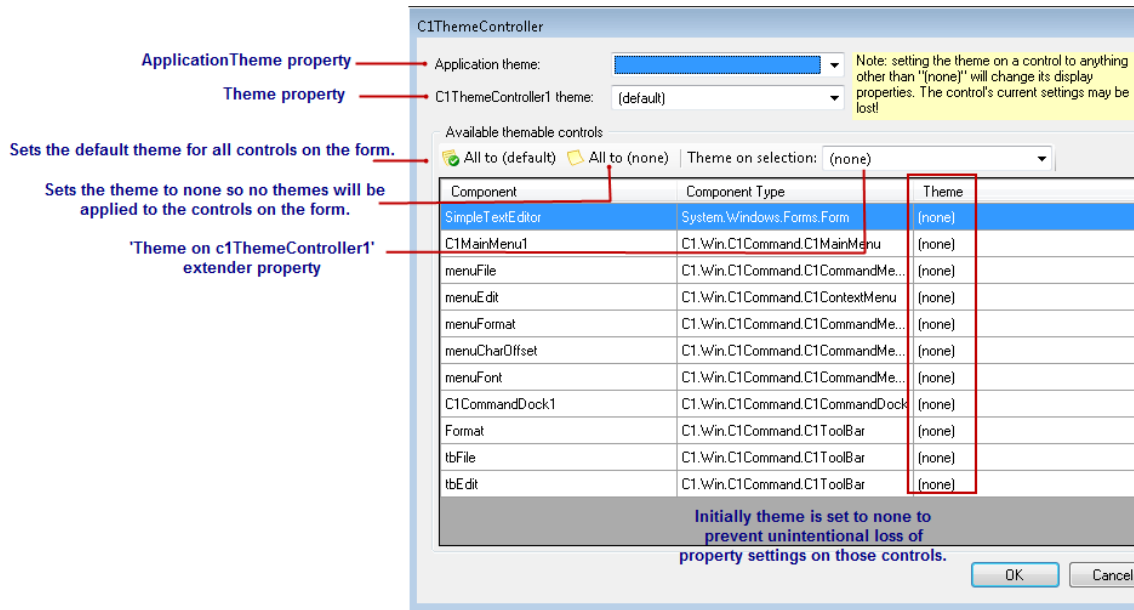 C1ThemeController
ApplicationTheme property
Application theme:
Note: setting the theme on a control to anything
other than "(none)" will change its display
properties. The control's current settings may be
lost!
Theme property
C1ThemeController1 theme: (default)
Available themable controls
Sets the default theme for all controls on the form.
All to (default) All to (none) Theme on selection: (none)
Sets the theme to none so no themes will be
applied to the controls on the form.
'Theme on c1ThemeController1'
extender property
Component Component Type Theme
SimpleTextEditor System.Windows.Forms.Form (none)
C1MainMenu1 C1.Win.C1Command.C1MainMenu (none)
menuFile C1.Win.C1Command.C1CommandMe... (none)
menuEdit C1.Win.C1Command.C1ContextMenu (none)
menuFormat C1.Win.C1Command.C1CommandMe... (none)
menuCharOffset C1.Win.C1Command.C1CommandMe... (none)
menuFont C1.Win.C1Command.C1CommandMe... (none)
C1CommandDock1 C1.Win.C1Command.C1CommandDock (none)
Format C1.Win.C1Command.C1ToolBar (none)
tbFile C1.Win.C1Command.C1ToolBar (none)
tbEdit C1.Win.C1Command.C1ToolBar (none)
Initially theme is set to none to
prevent unintentional loss of
property settings on those controls.
OK Cancel